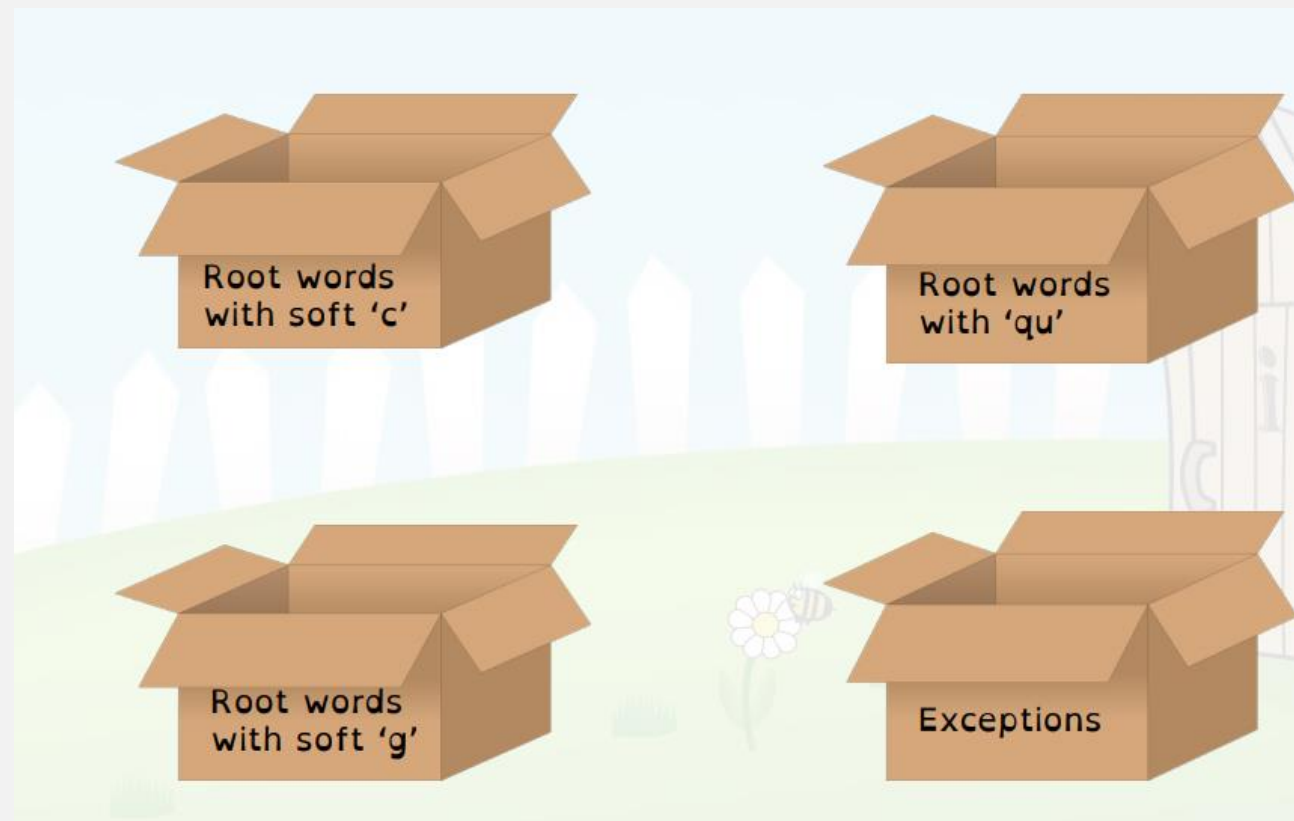 Root words
with soft ‘c’
Root words
with ‘qu’
Root words
with soft ‘g’
Exceptions